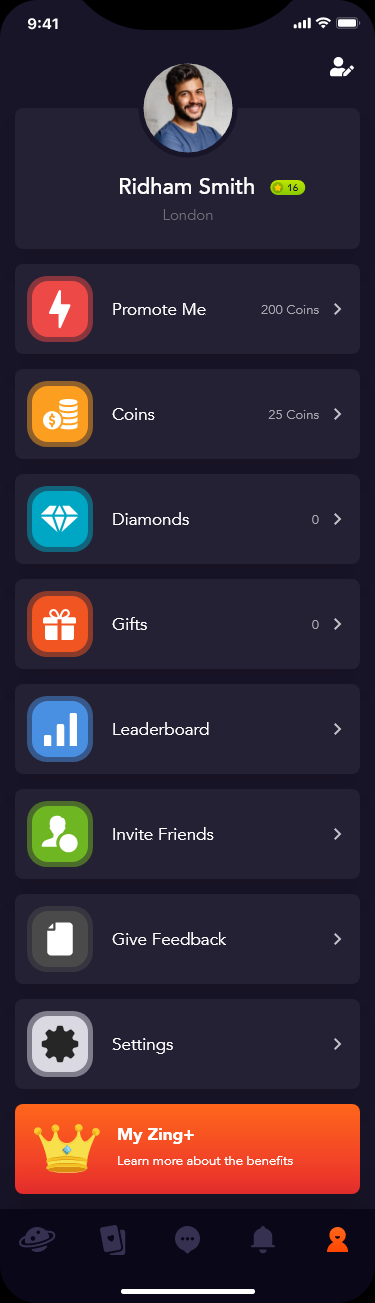 9:41
Ridham Smith 16
London
Promote Me 200 Coins
Coins 25 Coins
Diamonds 0
Gifts 0
Leaderboard
Invite Friends
Give Feedback
Settings
My Zing+
Learn more about the benefits